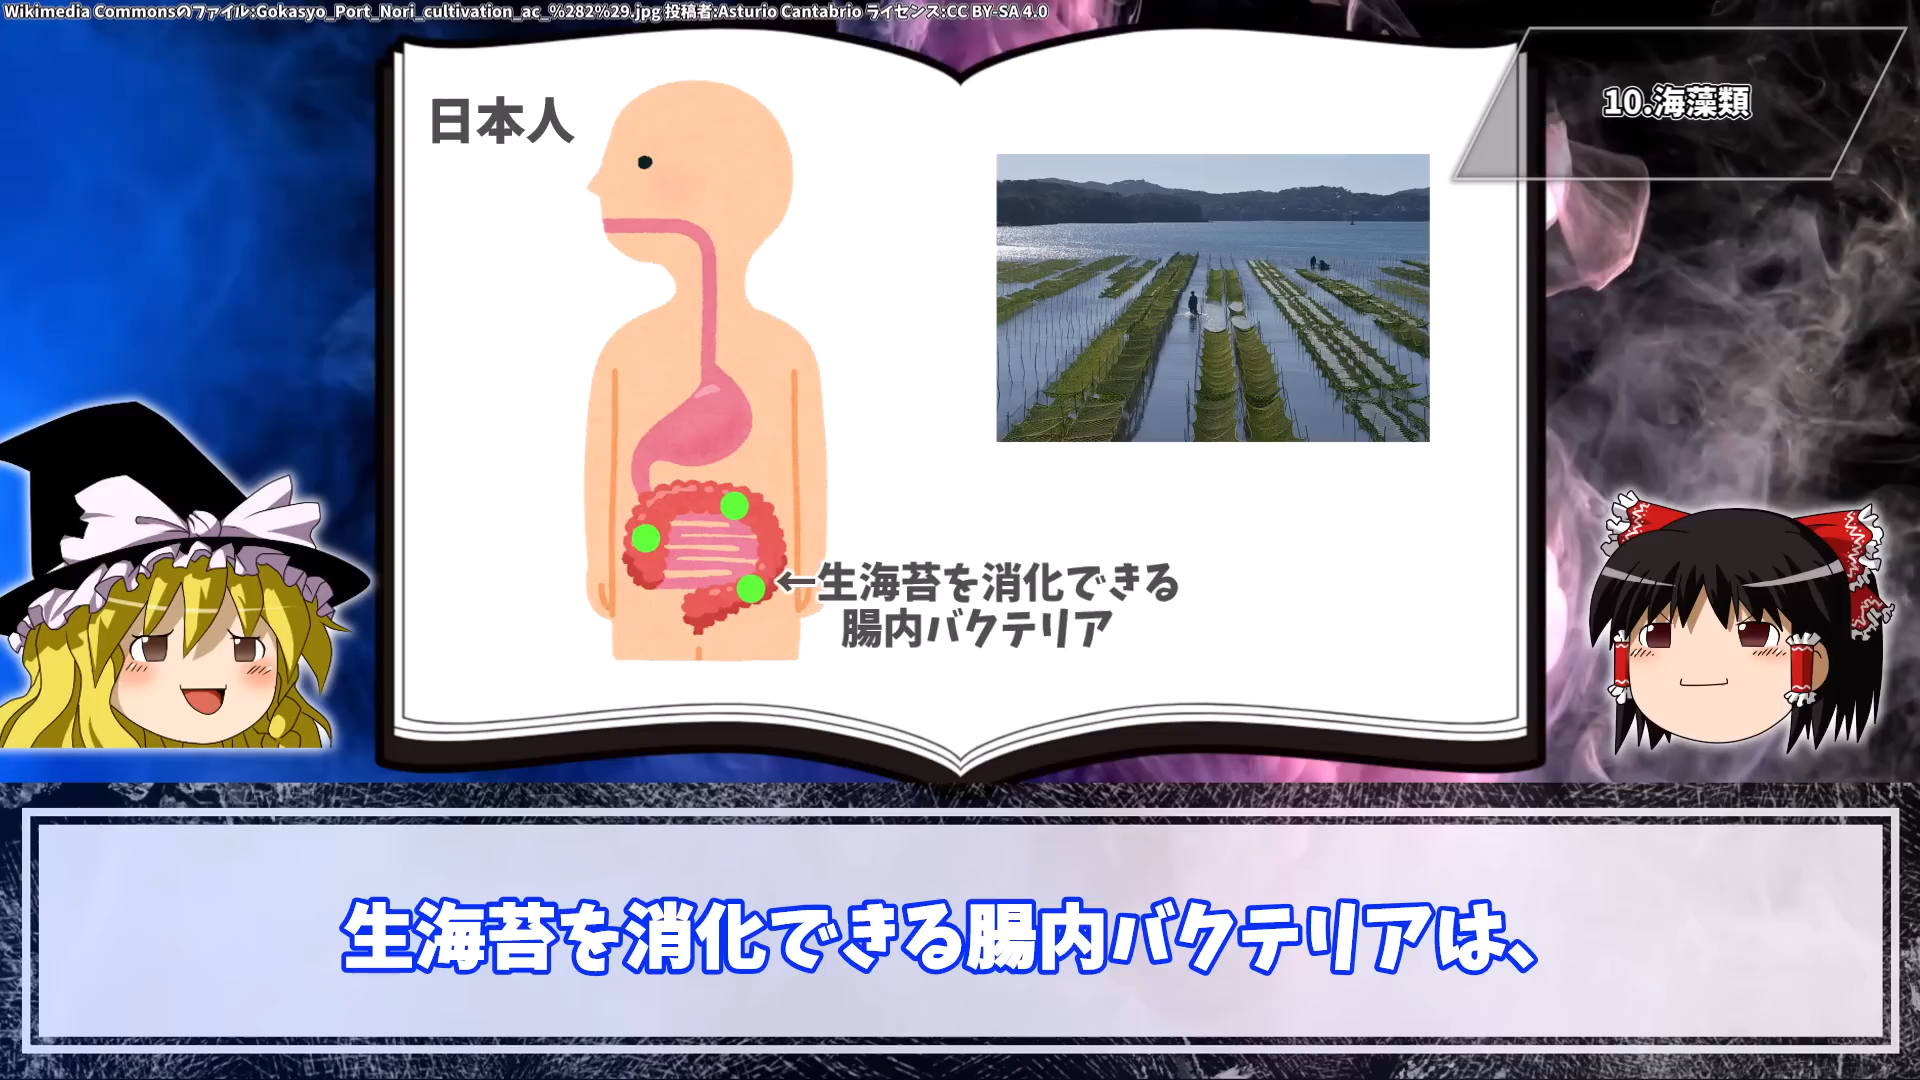 Wikimedia Commonsのファイル:Gokasyo_Port_Nori_cultivation_ac_%282%29.jpg 投稿者:Asturio Cantabrio ライセンス:CC BY-SA 4.0
10.海藻類
日本人
←生海苔を消化できる
腸内バクテリア
生海苔を消化できる腸内バクテリアは、